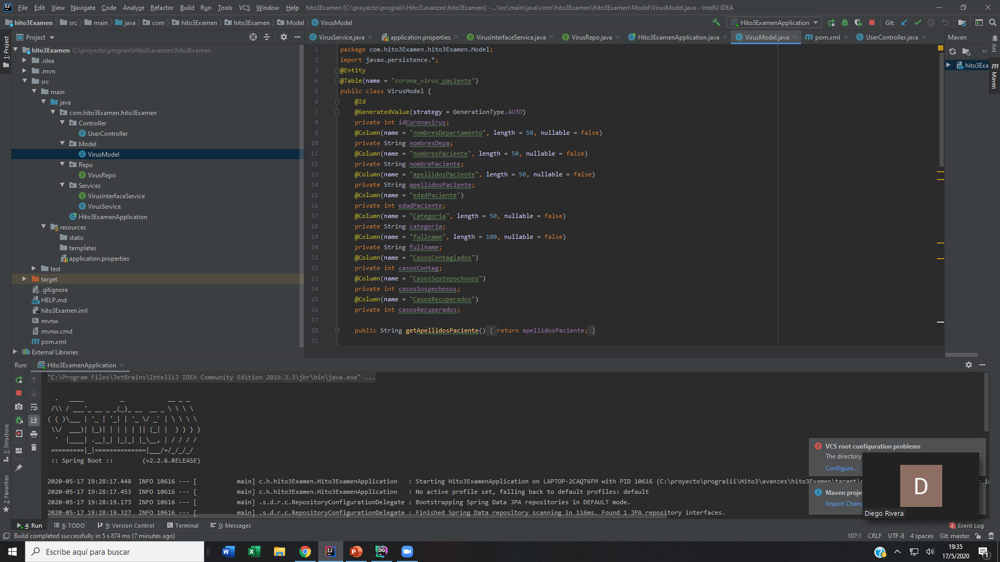 File Edit View Navigate Code Analyze Refactor Build Run Tools VCS Window Help hito3Examen [C:\proyecto\prograiii\Hito3\avanzes\hito3Examen] - ...\src\main\java\com\hito3Examen\hito3Examen\Model\VirusModel.java - IntelliJ IDEA
hito3Examen src main java com hito3Examen hito3Examen Model VirusModel Hito3ExamenApplication Git:
Project VirusService.java application.properties VirusInterfaceService.java VirusRepo.java Hito3ExamenApplication.java VirusModel.java pom.xml UserController.java Maven
1: Project
Ant
Maven
hito3Exa
hito3Examen C:\proyecto\prograiii\Hito3\avanzes\hito3Examen
.idea
.mvn
src
main
java
com.hito3Examen.hito3Examen
Controller
UserController
Model
VirusModel
Repo
VirusRepo
Services
VirusInterfaceService
VirusService
Hito3ExamenApplication
resources
static
templates
application.properties
test
target
.gitignore
HELP.md
hito3Examen.iml
mvnw
mvnw.cmd
pom.xml
External Libraries
1 package com.hito3Examen.hito3Examen.Model;
2 import javax.persistence.*;
3 @Entity
4 @Table(name = "corona_virus_paciente")
5 public class VirusModel {
6 @Id
7 @GeneratedValue(strategy = GenerationType.AUTO)
8 private int idCoronavirus;
9 @Column(name = "nombresDepartamento", length = 50, nullable = false)
10 private String nombresDepa;
11 @Column(name = "nombresPaciente", length = 50, nullable = false)
12 private String nombrePaciente;
13 @Column(name = "apellidosPaciente", length = 50, nullable = false)
14 private String apellidosPaciente;
15 @Column(name = "edadPaciente")
16 private int edadPaciente;
17 @Column(name = "Categoria", length = 50, nullable = false)
18 private String categoria;
19 @Column(name = "fullname", length = 100, nullable = false)
20 private String fullname;
21 @Column(name = "CasosContagiados")
22 private int casosContag;
23 @Column(name = "CasosSostepochosos")
24 private int casosSospechosos;
25 @Column(name = "CasosRecuperados")
26 private int casosRecuperados;
27
28 public String getApellidosPaciente() { return apellidosPaciente; }
31
Run: Hito3ExamenApplication
"C:\Program Files\JetBrains\IntelliJ IDEA Community Edition 2019.3.3\jbr\bin\java.exe" ...
  .   ____          _            __ _ _
 /\\ / ___'_ __ _ _(_)_ __  __ _ \ \ \ \
( ( )\___ | '_ | '_| | '_ \/ _` | \ \ \ \
 \\/  ___)| |_)| | | | | || (_| |  ) ) ) )
  '  |____| .__|_| |_|_| |_\__, | / / / /
 =========|_|==============|___/=/_/_/_/
:: Spring Boot :: (v2.2.6.RELEASE)
2020-05-17 19:28:17.448 INFO 10616 --- [ main] c.h.hito3Examen.Hito3ExamenApplication : Starting Hito3ExamenApplication on LAPTOP-2CAQT6FM with PID 10616 (C:\proyecto\prograiii\Hito3\avanzes\hito3Examen\target\
2020-05-17 19:28:17.453 INFO 10616 --- [ main] c.h.hito3Examen.Hito3ExamenApplication : No active profile set, falling back to default profiles: default
2020-05-17 19:28:19.173 INFO 10616 --- [ main] .s.d.r.c.RepositoryConfigurationDelegate : Bootstrapping Spring Data JPA repositories in DEFAULT mode.
2020-05-17 19:28:19.327 INFO 10616 --- [ main] .s.d.r.c.RepositoryConfigurationDelegate : Finished Spring Data repository scanning in 116ms. Found 1 JPA repository interfaces.
7: Structure
2: Favorites
VCS root configuration problems
The directory
Configure...
Maven proje
Import Chang
D
Diego Rivera
4: Run 6: TODO 9: Version Control Terminal 0: Messages 2 Event Log
Build completed successfully in 5 s 874 ms (7 minutes ago) 107:1 CRLF UTF-8 4 spaces Git: master
Escribe aquí para buscar
19:35
17/5/2020
1